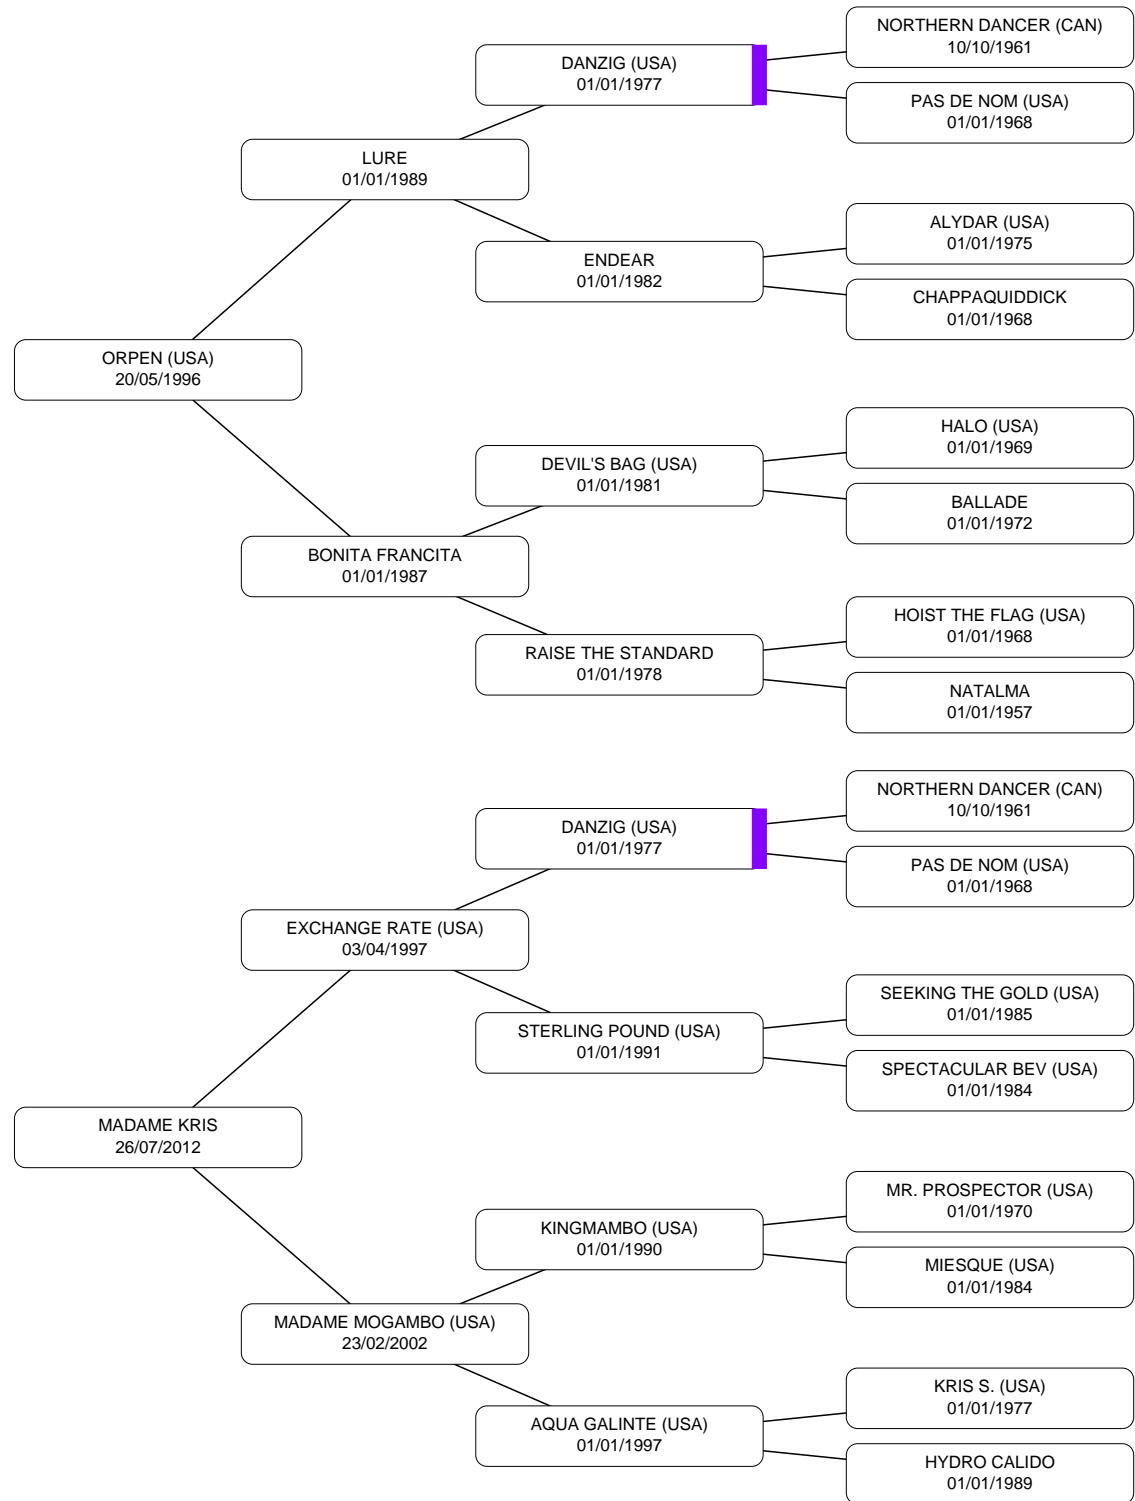 NORTHERN DANCER (CAN)
10/10/1961
DANZIG (USA)
01/01/1977
PAS DE NOM (USA)
01/01/1968
LURE
01/01/1989
ALYDAR (USA)
01/01/1975
ENDEAR
01/01/1982
CHAPPAQUIDDICK
01/01/1968
ORPEN (USA)
20/05/1996
HALO (USA)
01/01/1969
DEVIL'S BAG (USA)
01/01/1981
BALLADE
01/01/1972
BONITA FRANCITA
01/01/1987
HOIST THE FLAG (USA)
01/01/1968
RAISE THE STANDARD
01/01/1978
NATALMA
01/01/1957
NORTHERN DANCER (CAN)
10/10/1961
DANZIG (USA)
01/01/1977
PAS DE NOM (USA)
01/01/1968
EXCHANGE RATE (USA)
03/04/1997
SEEKING THE GOLD (USA)
01/01/1985
STERLING POUND (USA)
01/01/1991
SPECTACULAR BEV (USA)
01/01/1984
MADAME KRIS
26/07/2012
MR. PROSPECTOR (USA)
01/01/1970
KINGMAMBO (USA)
01/01/1990
MIESQUE (USA)
01/01/1984
MADAME MOGAMBO (USA)
23/02/2002
KRIS S. (USA)
01/01/1977
AQUA GALINTE (USA)
01/01/1997
HYDRO CALIDO
01/01/1989